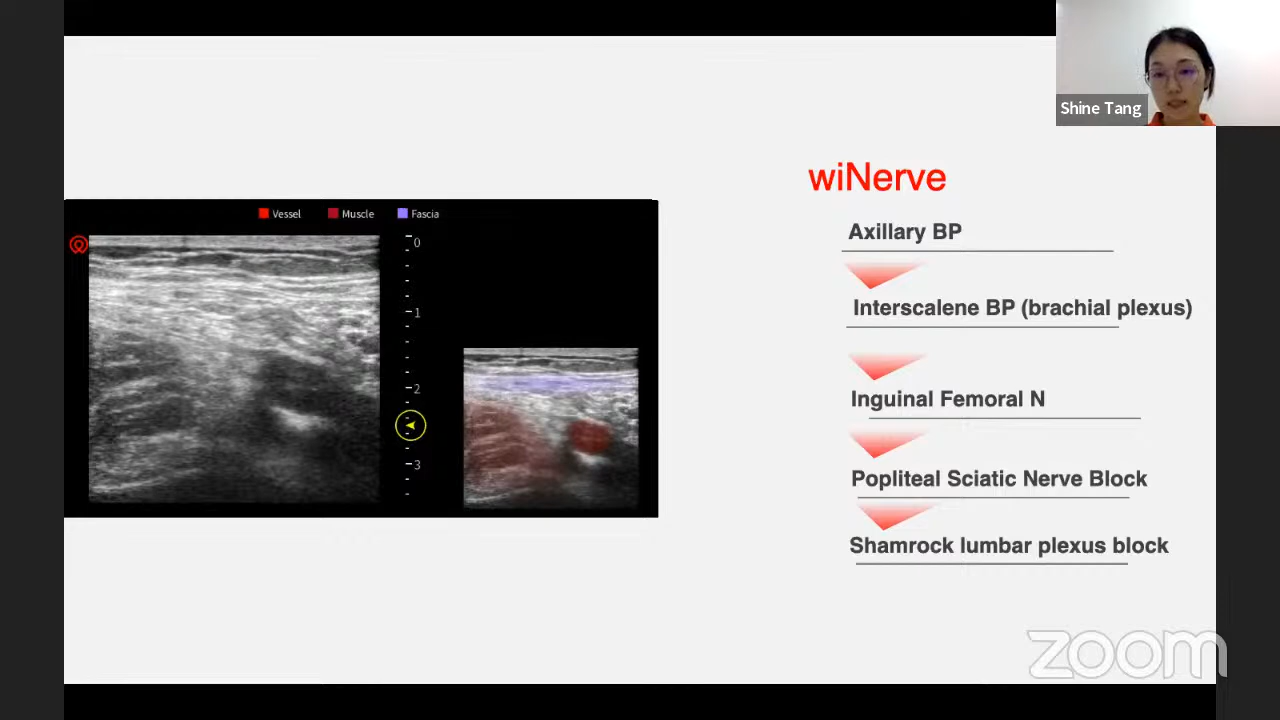 Shine Tang
wiNerve
Vessel Muscle Fascia
0
1
2
3
Axillary BP
Interscalene BP (brachial plexus)
Inguinal Femoral N
Popliteal Sciatic Nerve Block
Shamrock lumbar plexus block
zoom